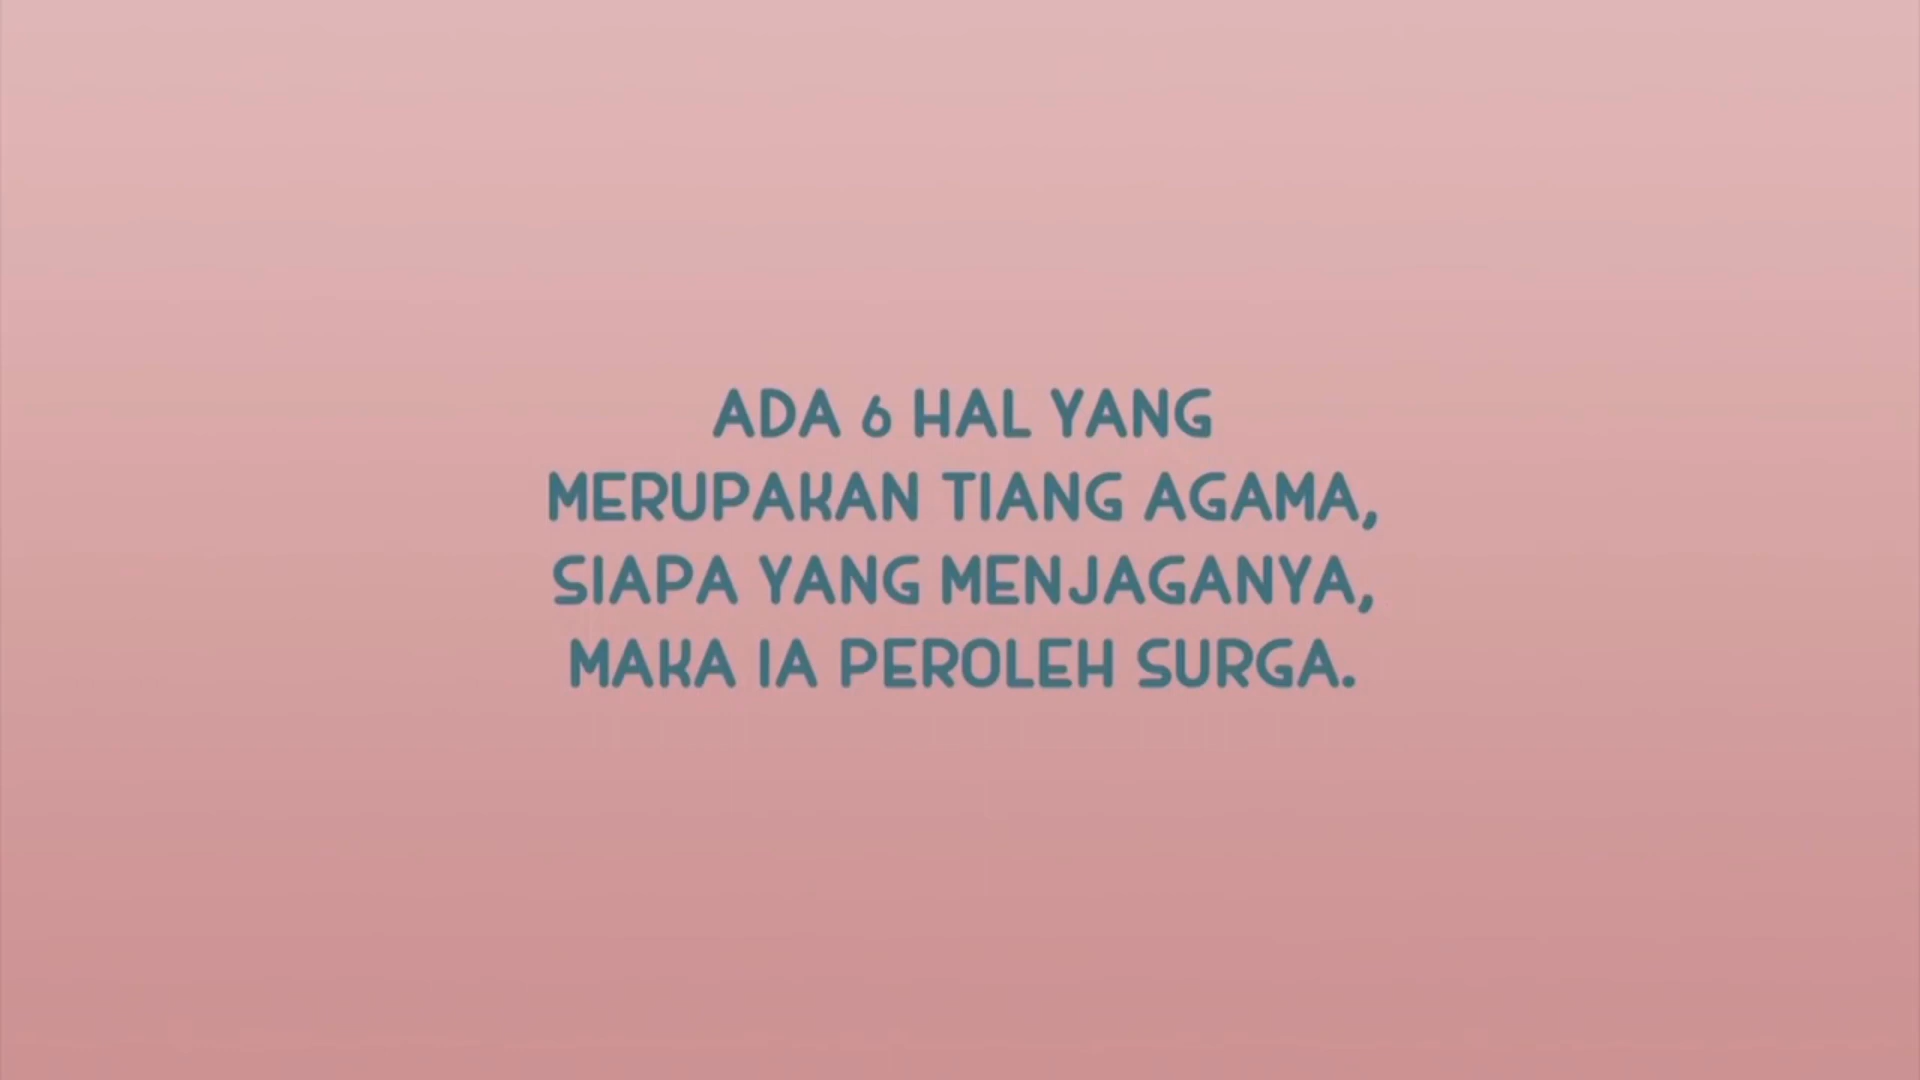 ADA 6 HAL YANG
MERUPAKAN TIANG AGAMA,
SIAPA YANG MENJAGANYA,
MAKA IA PEROLEH SURGA.